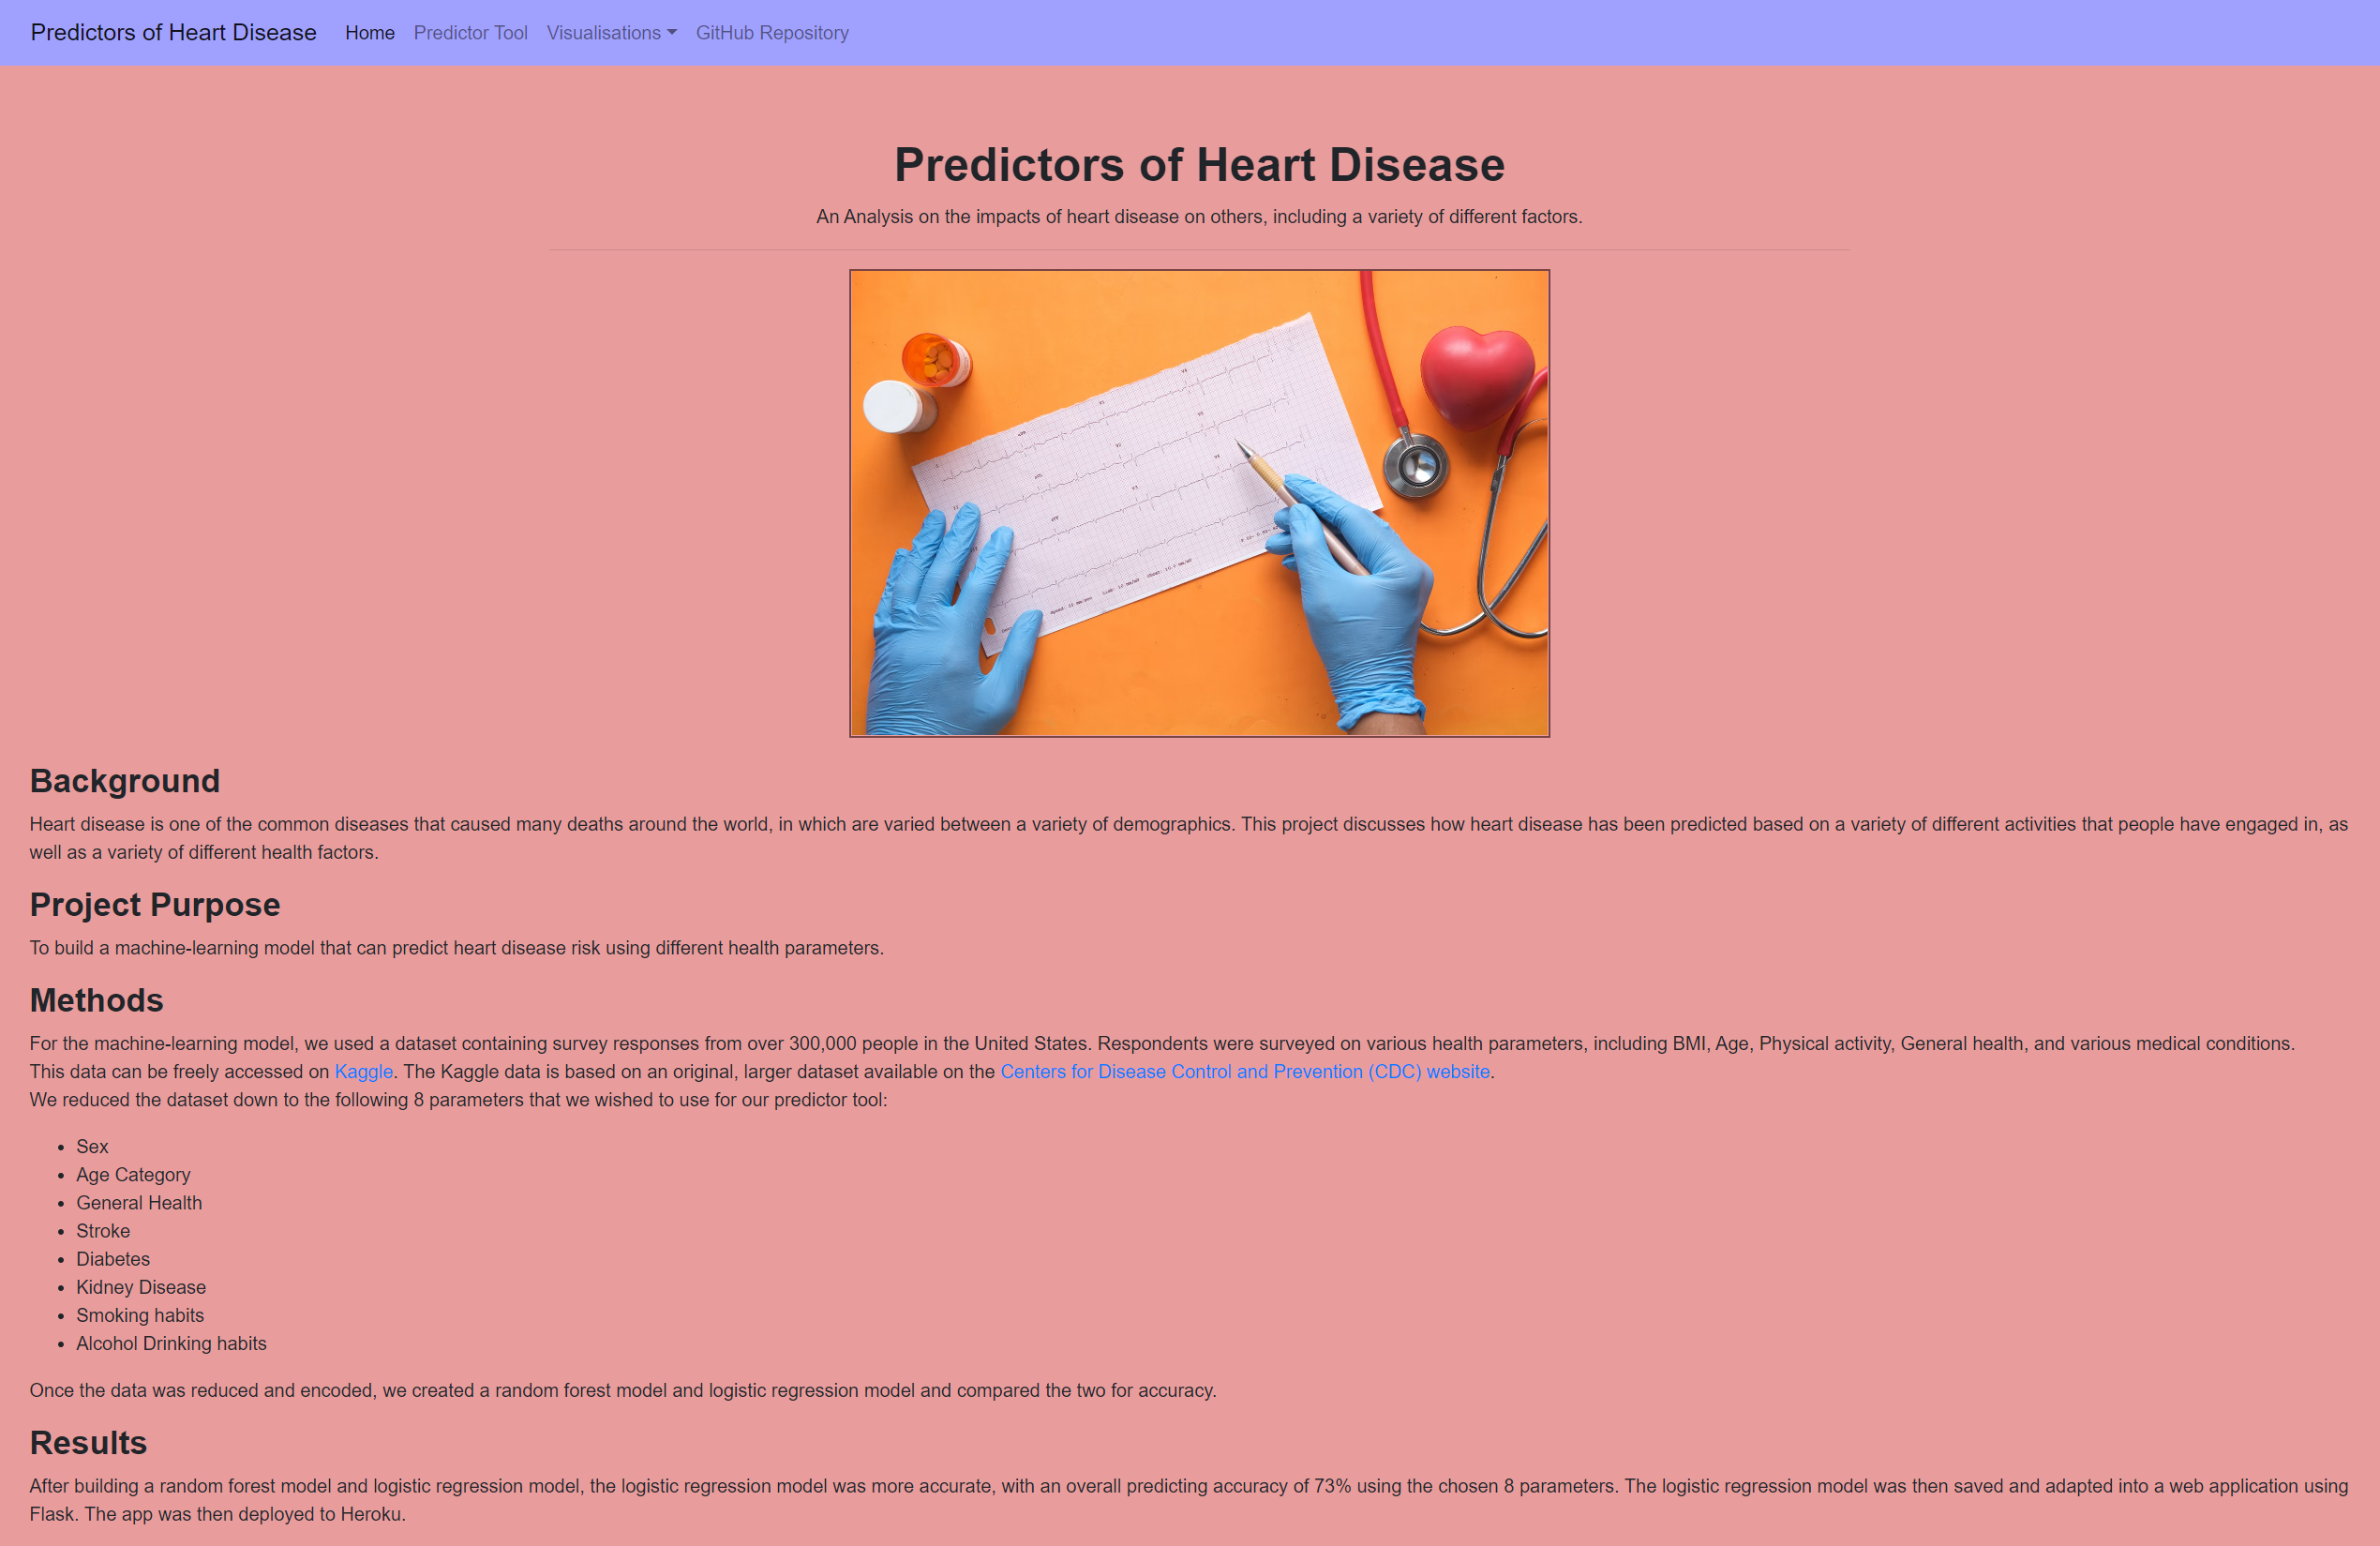 Predictors of Heart Disease Home Predictor Tool Visualisations GitHub Repository
Predictors of Heart Disease
An Analysis on the impacts of heart disease on others, including a variety of different factors.
Background
Heart disease is one of the common diseases that caused many deaths around the world, in which are varied between a variety of demographics. This project discusses how heart disease has been predicted based on a variety of different activities that people have engaged in, as
well as a variety of different health factors.
Project Purpose
To build a machine-learning model that can predict heart disease risk using different health parameters.
Methods
For the machine-learning model, we used a dataset containing survey responses from over 300,000 people in the United States. Respondents were surveyed on various health parameters, including BMI, Age, Physical activity, General health, and various medical conditions.
This data can be freely accessed on Kaggle. The Kaggle data is based on an original, larger dataset available on the Centers for Disease Control and Prevention (CDC) website.
We reduced the dataset down to the following 8 parameters that we wished to use for our predictor tool:
• Sex
• Age Category
• General Health
• Stroke
• Diabetes
• Kidney Disease
• Smoking habits
• Alcohol Drinking habits
Once the data was reduced and encoded, we created a random forest model and logistic regression model and compared the two for accuracy.
Results
After building a random forest model and logistic regression model, the logistic regression model was more accurate, with an overall predicting accuracy of 73% using the chosen 8 parameters. The logistic regression model was then saved and adapted into a web application using
Flask. The app was then deployed to Heroku.